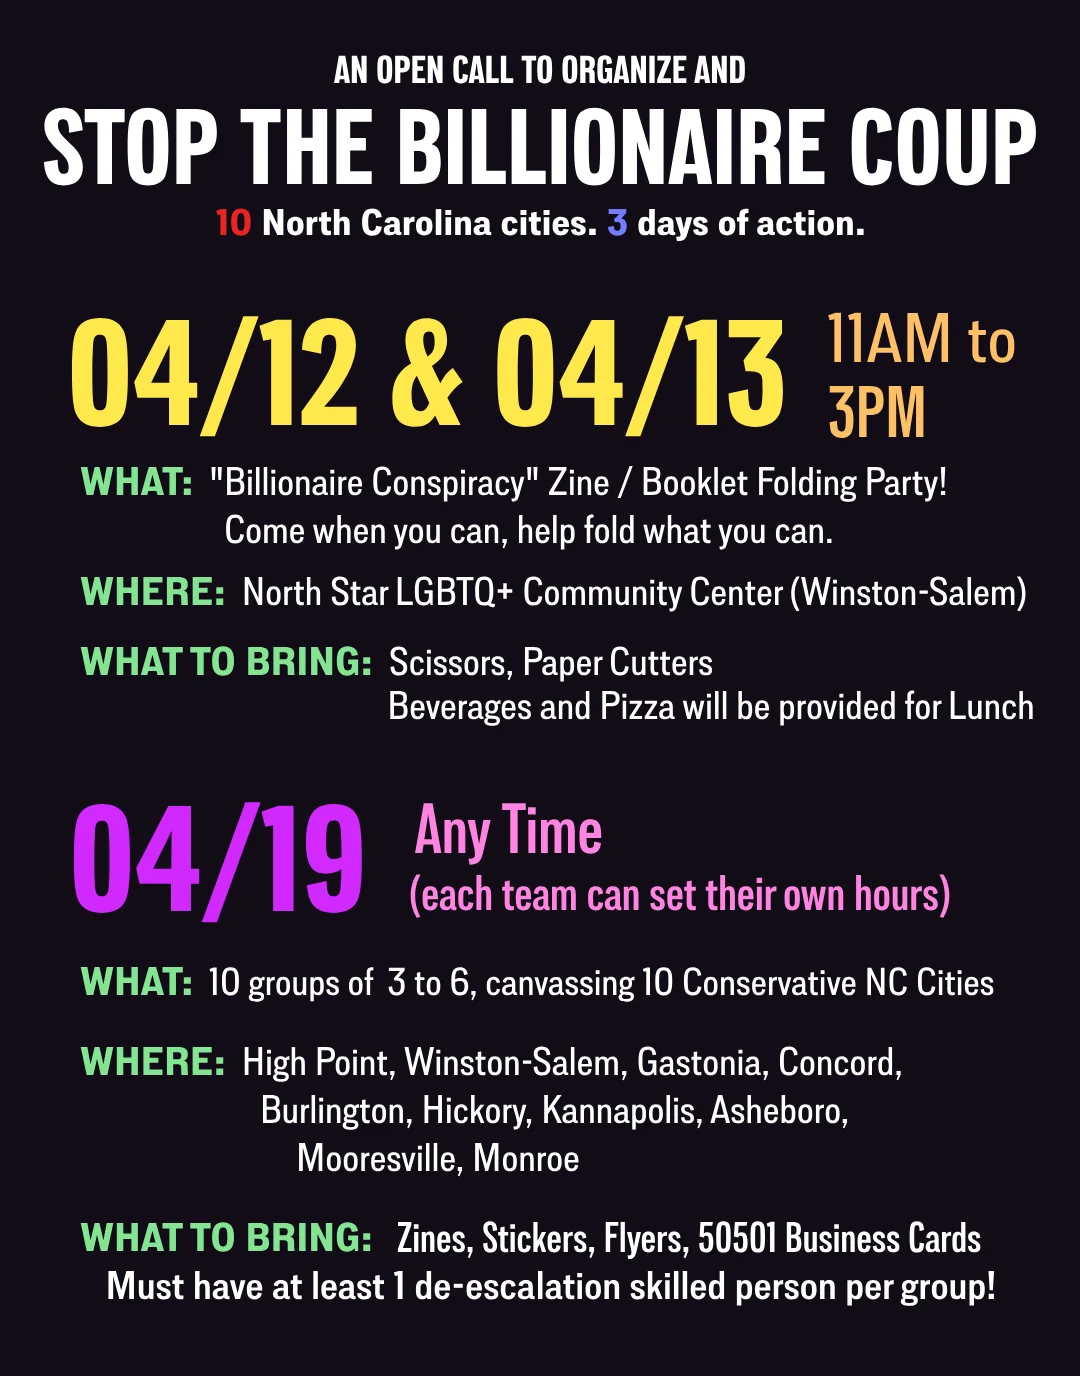 AN OPEN CALL TO ORGANIZE AND
STOP THE BILLIONAIRE COUP
10 North Carolina cities. 3 days of action.
04/12 & 04/13
11AM to
3PM
WHAT: "Billionaire Conspiracy" Zine / Booklet Folding Party!
Come when you can, help fold what you can.
WHERE: North Star LGBTQ+ Community Center (Winston-Salem)
WHAT TO BRING: Scissors, Paper Cutters
Beverages and Pizza will be provided for Lunch
04/19
Any Time
(each team can set their own hours)
WHAT: 10 groups of 3 to 6, canvassing 10 Conservative NC Cities
WHERE: High Point, Winston-Salem, Gastonia, Concord,
Burlington, Hickory, Kannapolis, Asheboro,
Mooresville, Monroe
WHAT TO BRING: Zines, Stickers, Flyers, 50501 Business Cards
Must have at least 1 de-escalation skilled person per group!